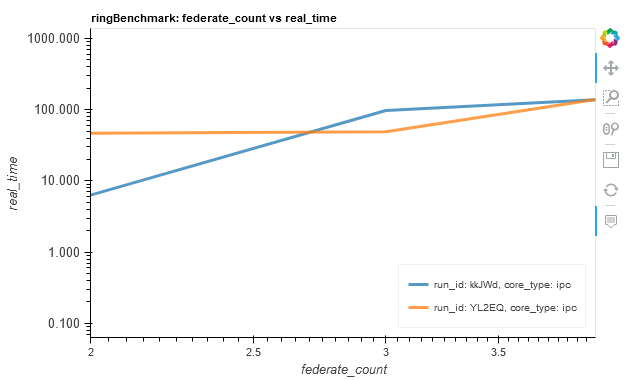 ringBenchmark: federate_count vs real_time
1000.000
100.000
10.000
1.000
0.100
real_time
2
2.5
3
3.5
federate_count
run_id: kkJWd, core_type: ipc
run_id: YL2EQ, core_type: ipc